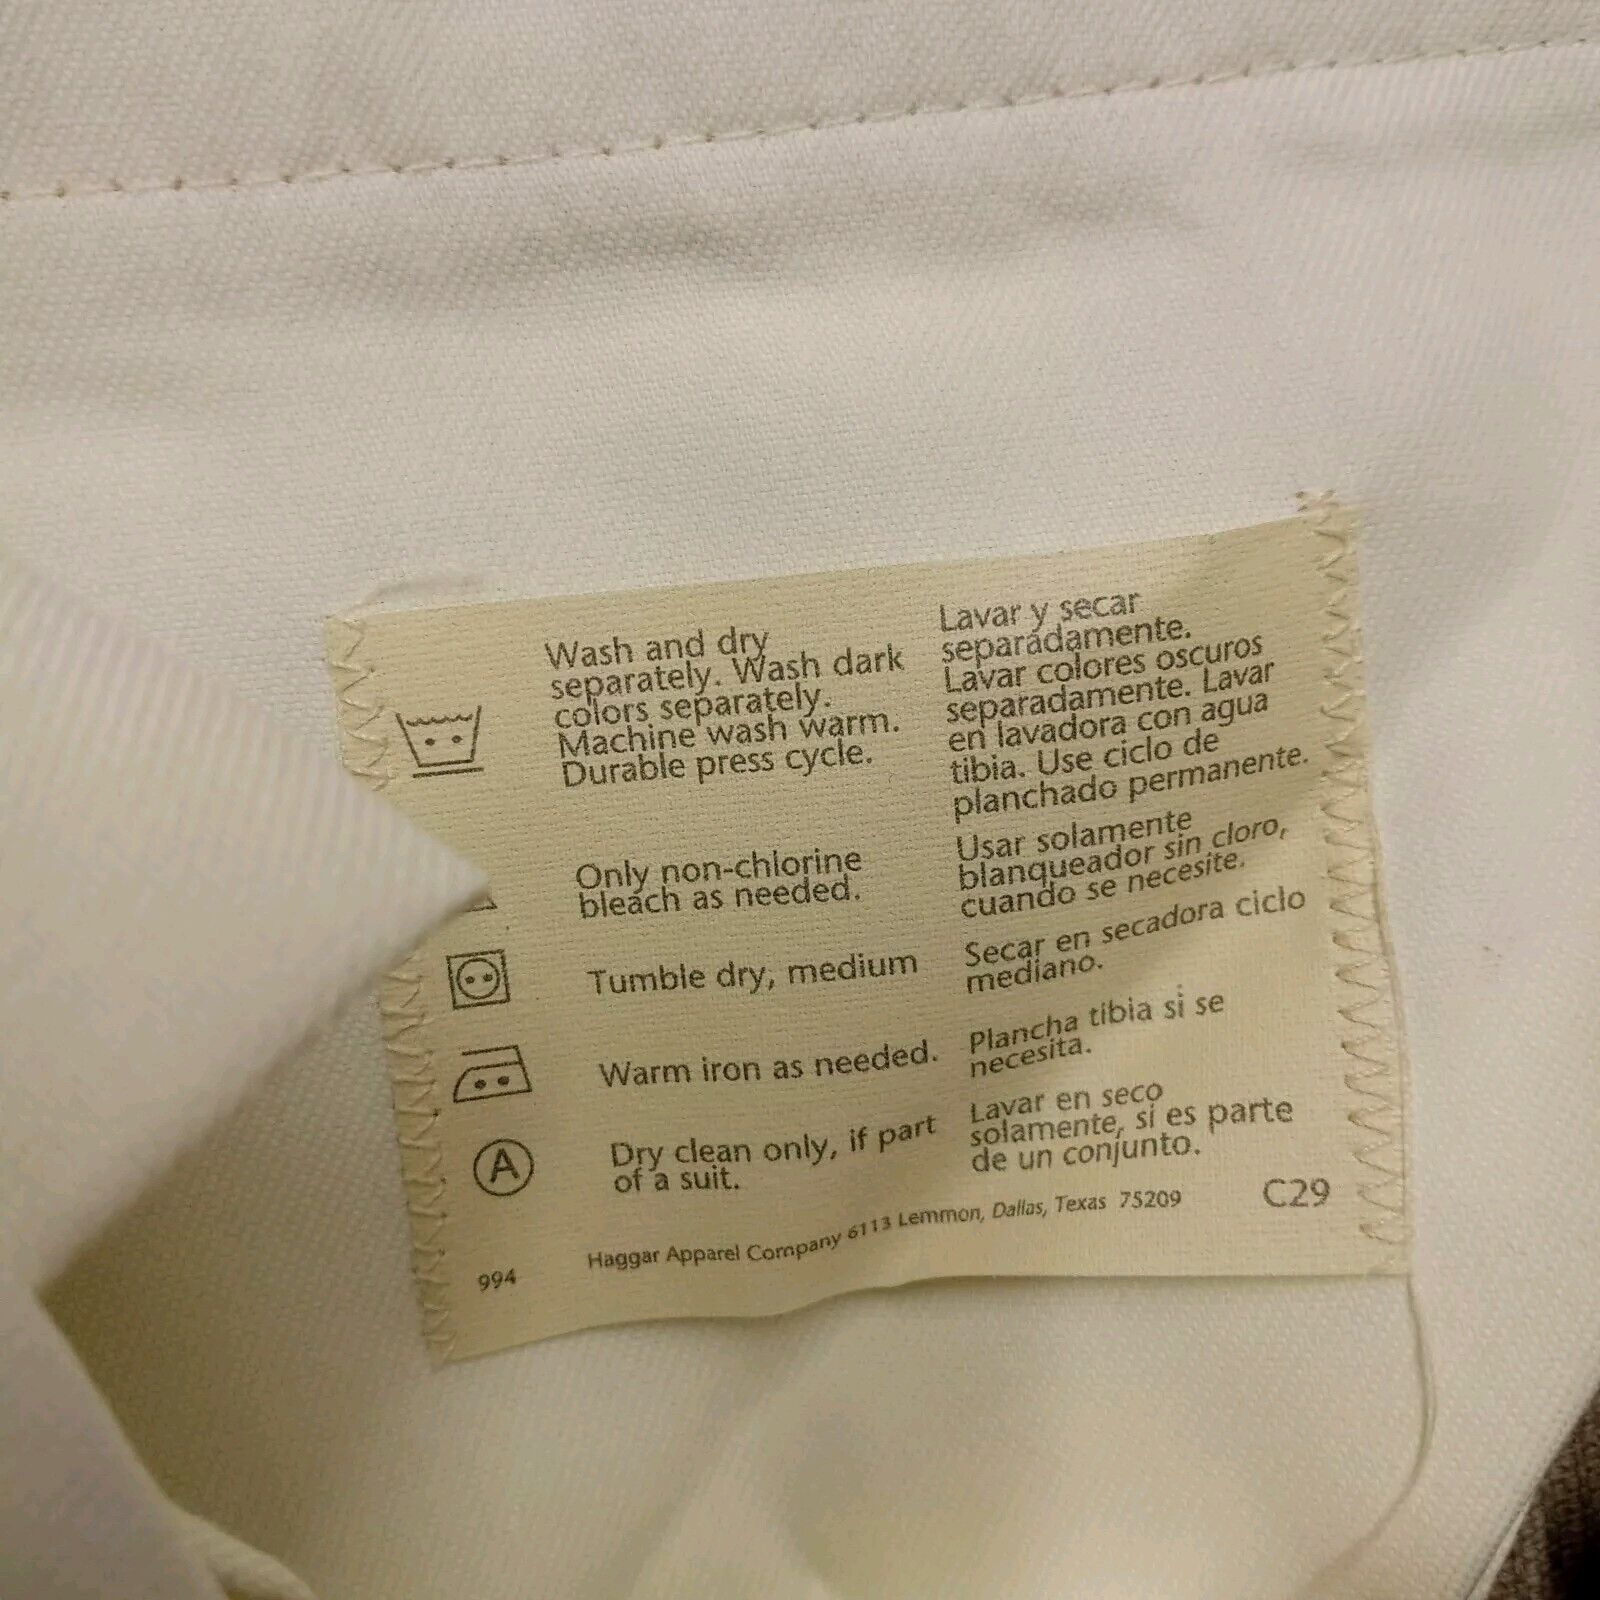 Wash and dry
separately. Wash dark
colors separately.
Machine wash warm.
Durable press cycle.
Only non-chlorine
bleach as needed.
Tumble dry, medium
Warm iron as needed.
A
Dry clean only, if part
of a suit.
Lavar y secar
separádamente.
Lavar colores oscuros
separadamente. Lavar
en lavadora con agua
tibia. Use ciclo de
planchado permanente.
Usar solamente
blanqueador sin cloro,
cuando se necesite.
Secar en secadora ciclo
mediano.
Plancha tibia si se
necesita.
Lavar en seco
solamente, si es parte
de un conjunto.
C29
994
Haggar Apparel Company 6113 Lemmon, Dallas, Texas 75209